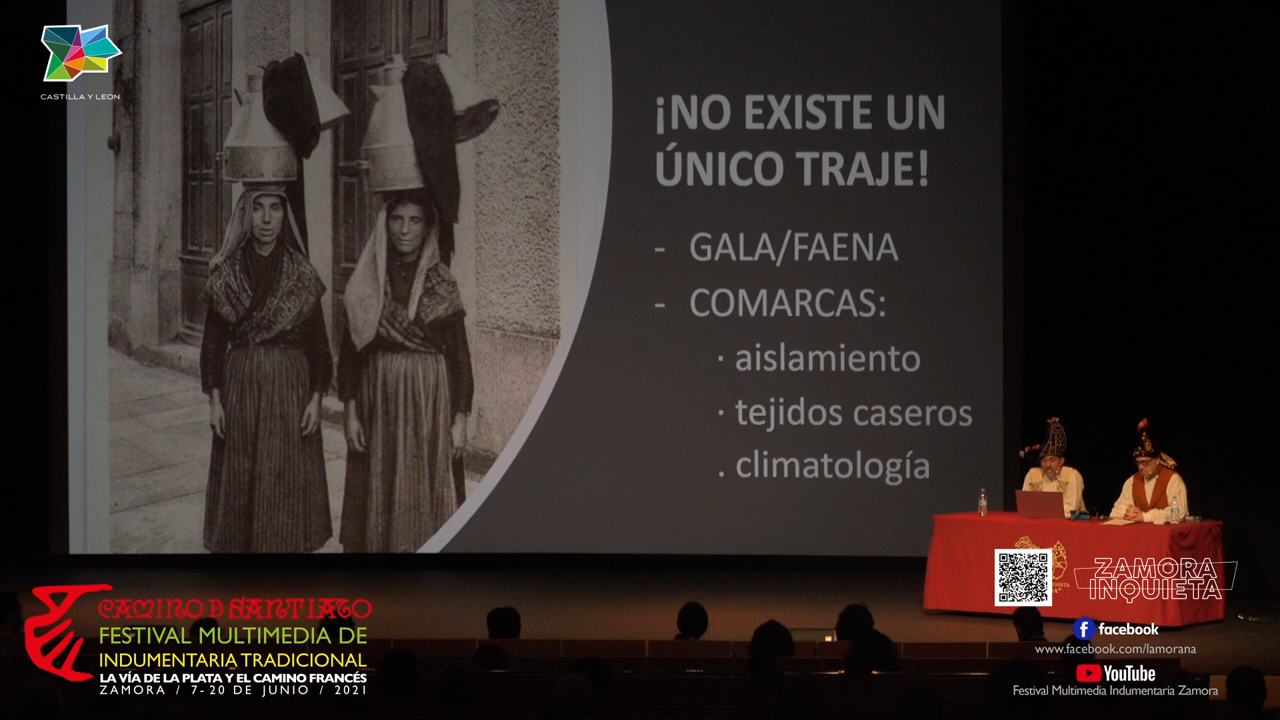 CASTILLA Y LEON
¡NO EXISTE UN
ÚNICO TRAJE!
- GALA/FAENA
- COMARCAS:
· aislamiento
· tejidos caseros
. climatología
CAMINO D SANTIAGO
FESTIVAL MULTIMEDIA DE
INDUMENTARIA TRADICIONAL
LA VÍA DE LA PLATA Y EL CAMINO FRANCÉS
ZAMORA / 7-20 DE JUNIO / 2021
ZAMORA
INQUIETA
facebook
www.facebook.com/lamorana
YouTube
Festival Multimedia Indumentaria Zamora